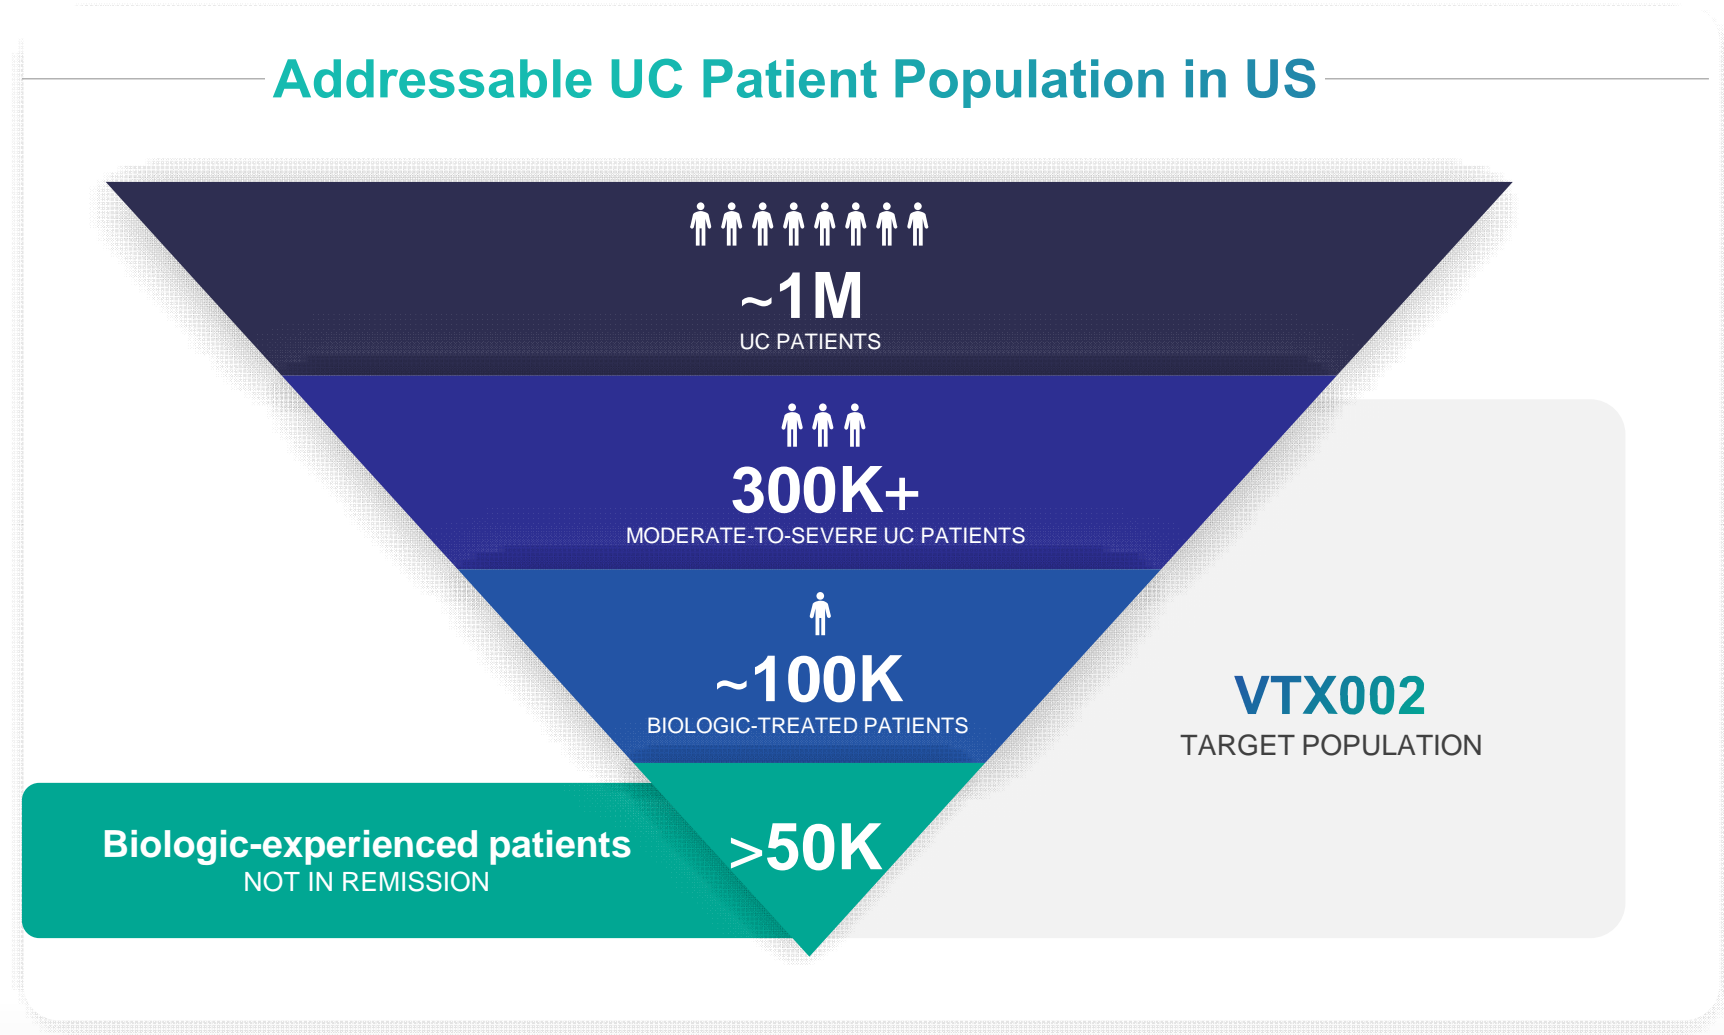 Addressable UC Patient Population in US
~1M
UC PATIENTS
300K+
MODERATE-TO-SEVERE UC PATIENTS
~100K
BIOLOGIC-TREATED PATIENTS
VTX002
TARGET POPULATION
Biologic-experienced patients
NOT IN REMISSION
>50K